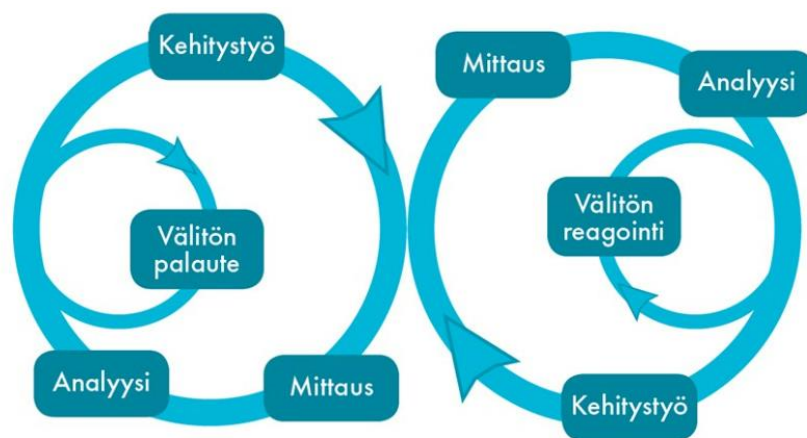 Kehitystyö
Välitön
palaute
Analyysi
Mittaus
Mittaus
Analyysi
Välitön
reagointi
Kehitystyö